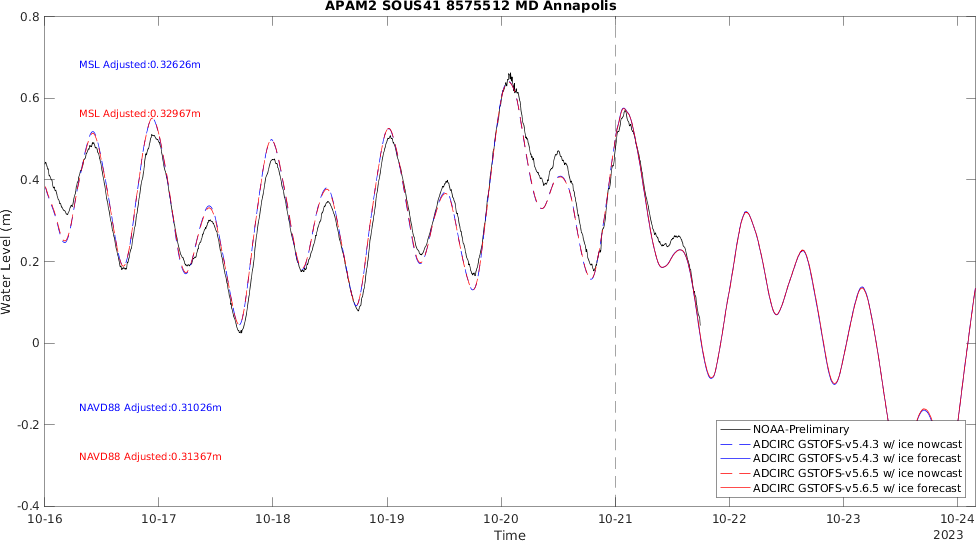 APAM2 SOUS41 8575512 MD Annapolis
0.8
0.6
0.4
0.2
0
-0.2
-0.4
Water Level (m)
MSL Adjusted:0.32626m
MSL Adjusted:0.32967m
NAVD88 Adjusted:0.31026m
NAVD88 Adjusted:0.31367m
NOAA-Preliminary
ADCIRC GSTOFS-v5.4.3 w/ ice nowcast
ADCIRC GSTOFS-v5.4.3 w/ ice forecast
ADCIRC GSTOFS-v5.6.5 w/ ice nowcast
ADCIRC GSTOFS-v5.6.5 w/ ice forecast
10-16 10-17 10-18 10-19 10-20 10-21 10-22 10-23 10-24
Time
2023